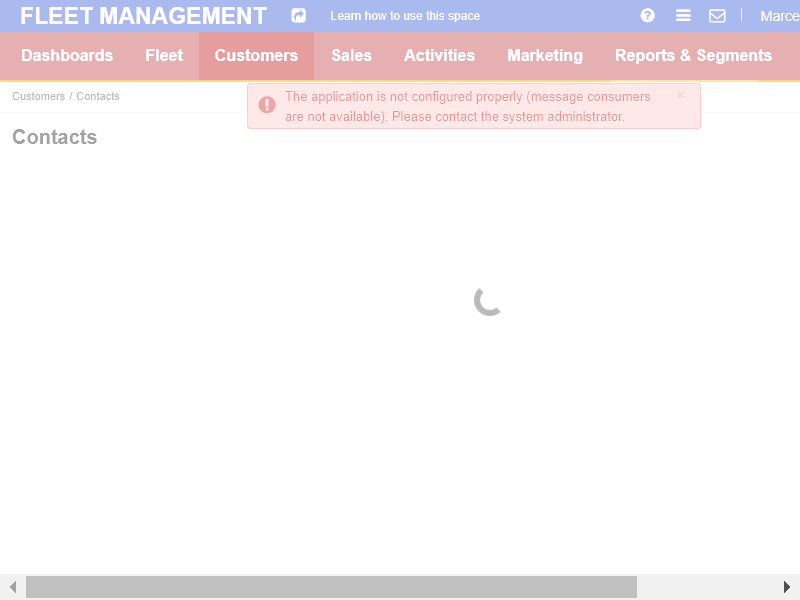 FLEET MANAGEMENT Learn how to use this space Marce
Dashboards Fleet Customers Sales Activities Marketing Reports & Segments
Customers / Contacts
The application is not configured properly (message consumers ×
are not available). Please contact the system administrator.
Contacts